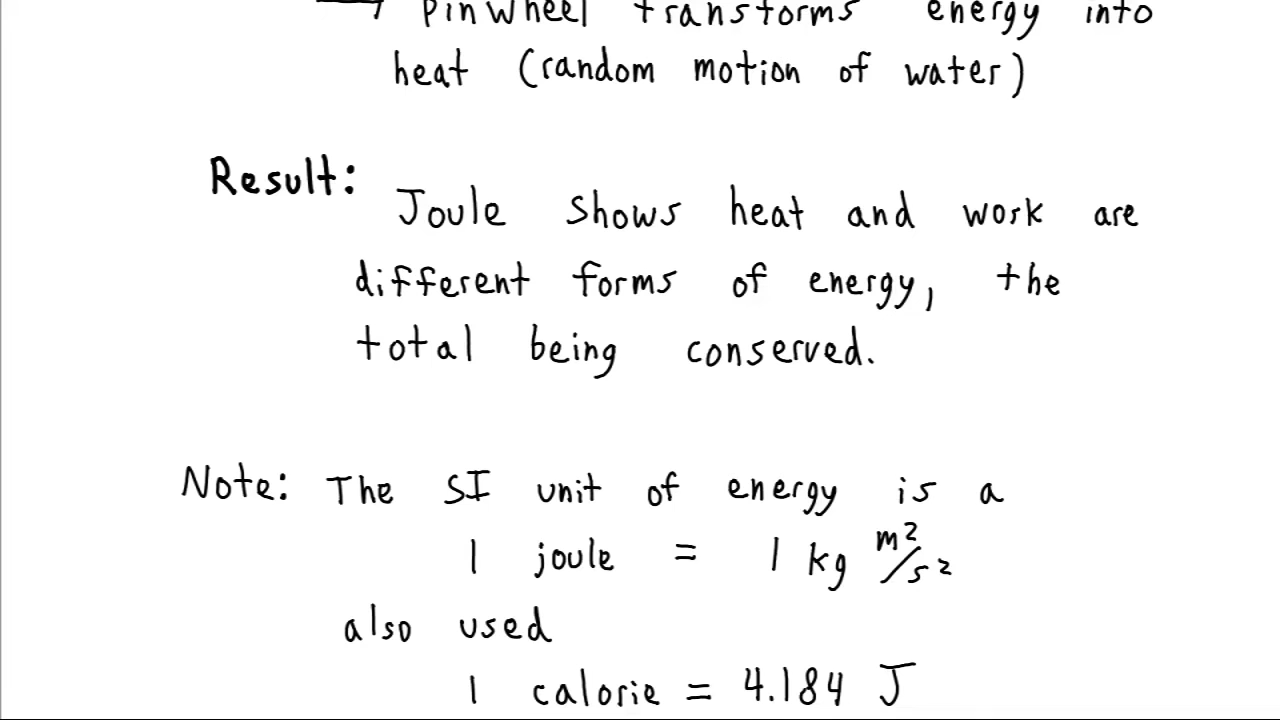 → pinwheel transforms energy into
heat (random motion of water)
Result: Joule shows heat and work are
different forms of energy, the
total being conserved.
Note: The SI unit of energy is a
1 joule = 1 kg m²/s²
also used
1 calorie = 4.184 J